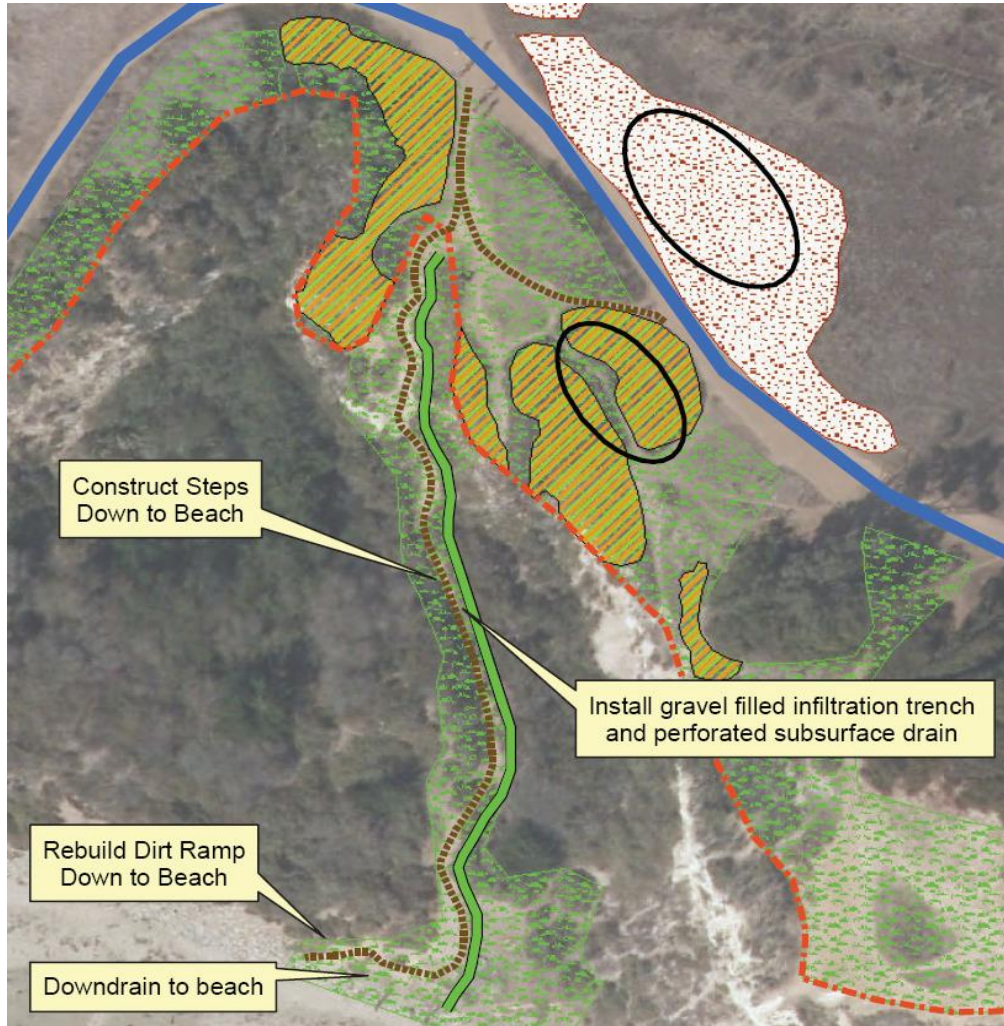 Construct Steps
Down to Beach
Install gravel filled infiltration trench
and perforated subsurface drain
Rebuild Dirt Ramp
Down to Beach
Downdrain to beach